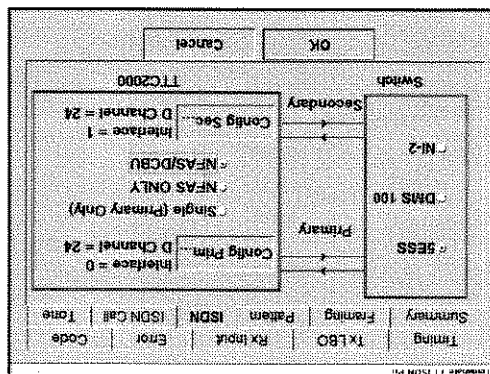 Timing Tx LBO Rx Input Error Code
Summary Framing Pattern ISDN ISDN Call Tone
5ESS
DMS 100
NI-2
Switch
Primary
Secondary
Config Prim... Interface = 0
D Channel = 24
Single (Primary Only)
NFAS ONLY
NFAS/DCBU
Config Sec... Interface = 1
D Channel = 24
TTC2000
OK Cancel